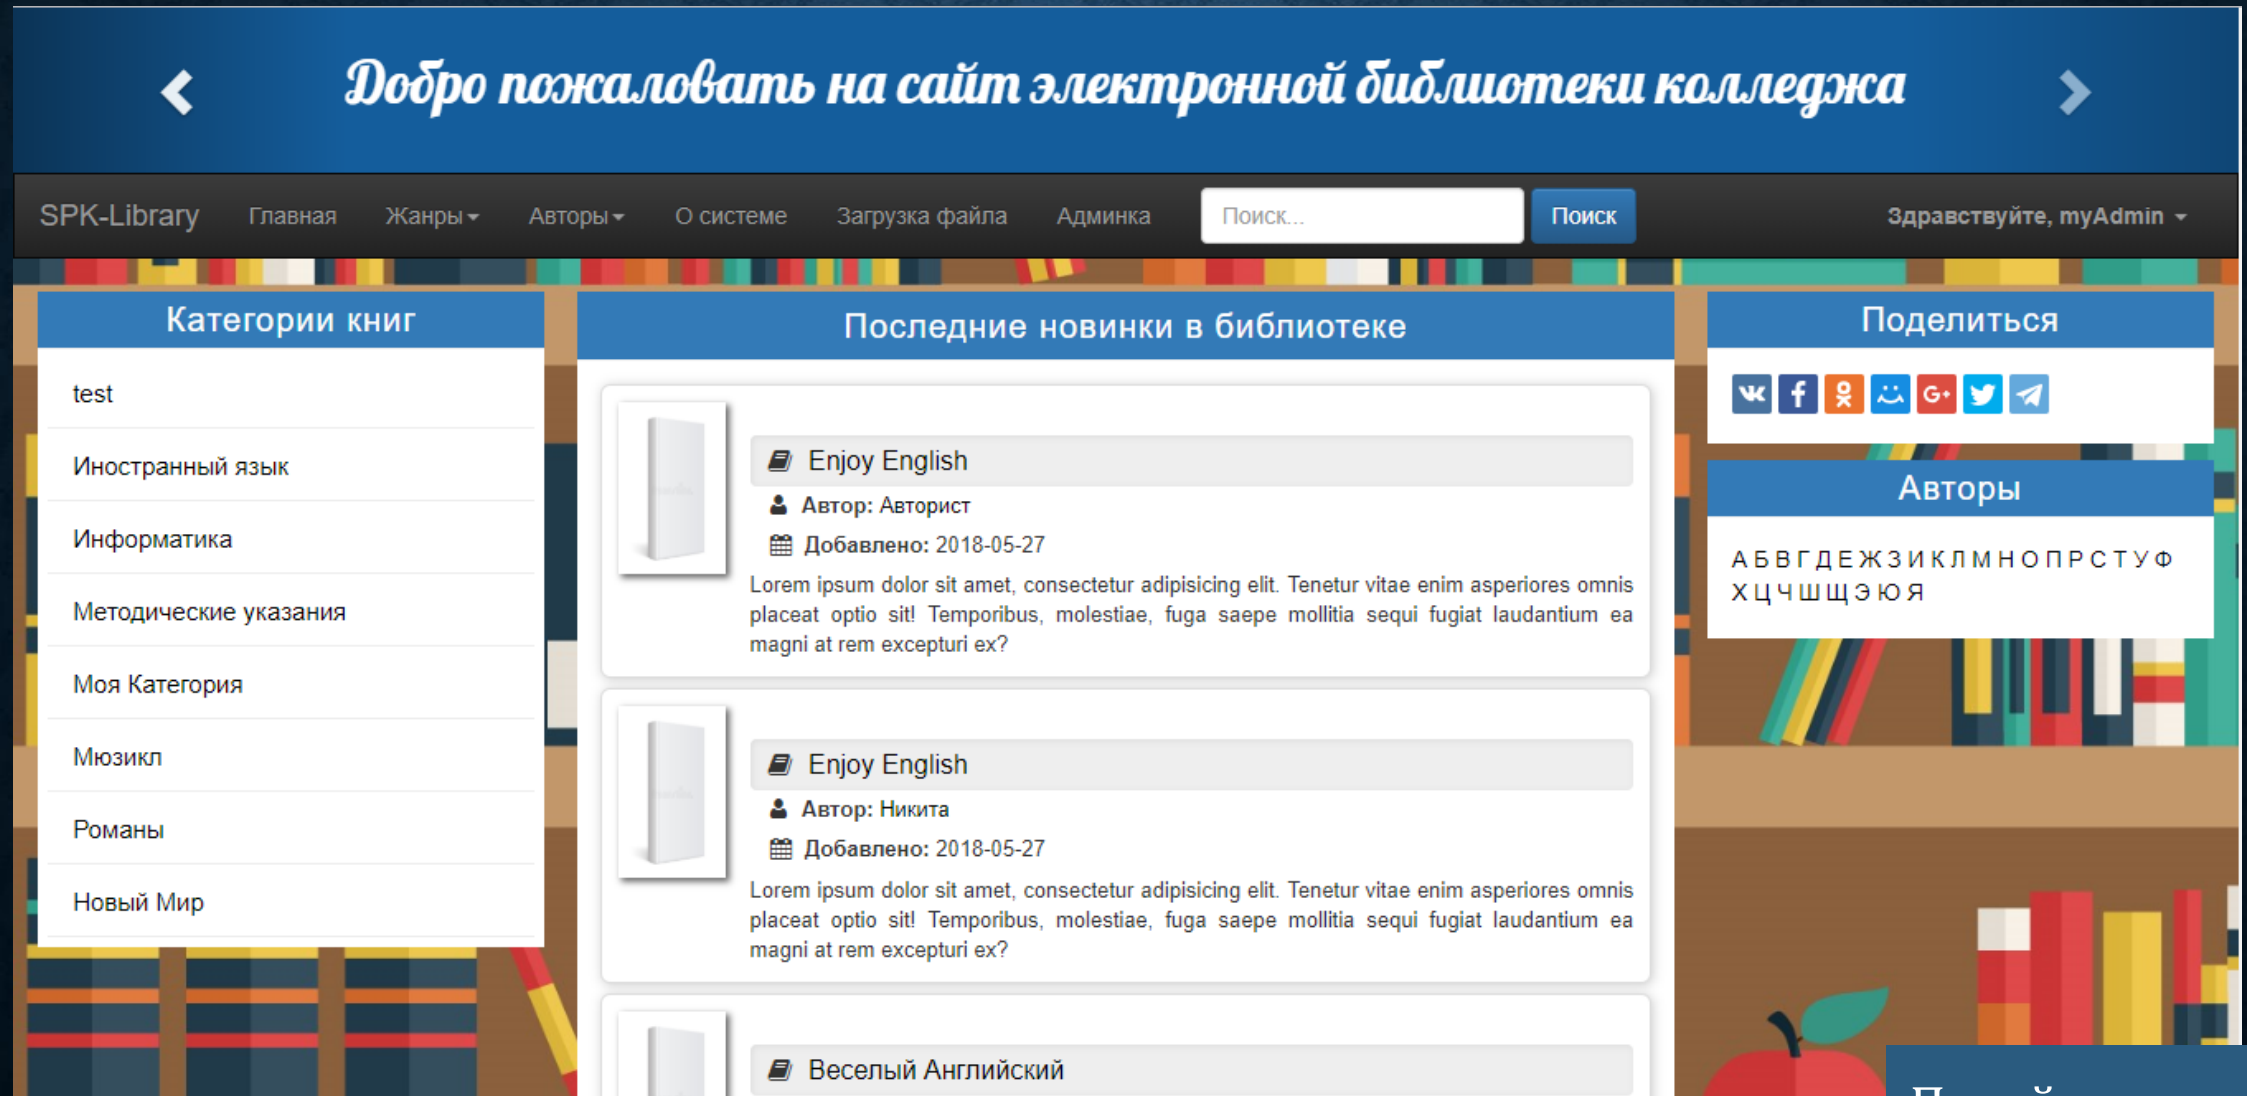 Добро пожаловать на сайт электронной библиотеки колледжа
SPK-Library Главная Жанры Авторы О системе Загрузка файла Админка Поиск... Поиск Здравствуйте, myAdmin
Категории книг
test
Иностранный язык
Информатика
Методические указания
Моя Категория
Мюзикл
Романы
Новый Мир
Последние новинки в библиотеке
Enjoy English
Автор: Авторист
Добавлено: 2018-05-27
Lorem ipsum dolor sit amet, consectetur adipisicing elit. Tenetur vitae enim asperiores omnis
placeat optio sit! Temporibus, molestiae, fuga saepe mollitia sequi fugiat laudantium ea
magni at rem excepturi ex?
Enjoy English
Автор: Никита
Добавлено: 2018-05-27
Lorem ipsum dolor sit amet, consectetur adipisicing elit. Tenetur vitae enim asperiores omnis
placeat optio sit! Temporibus, molestiae, fuga saepe mollitia sequi fugiat laudantium ea
magni at rem excepturi ex?
Веселый Английский
Поделиться
Авторы
А Б В Г Д Е Ж З И К Л М Н О П Р С Т У Ф
Х Ц Ч Ш Щ Э Ю Я